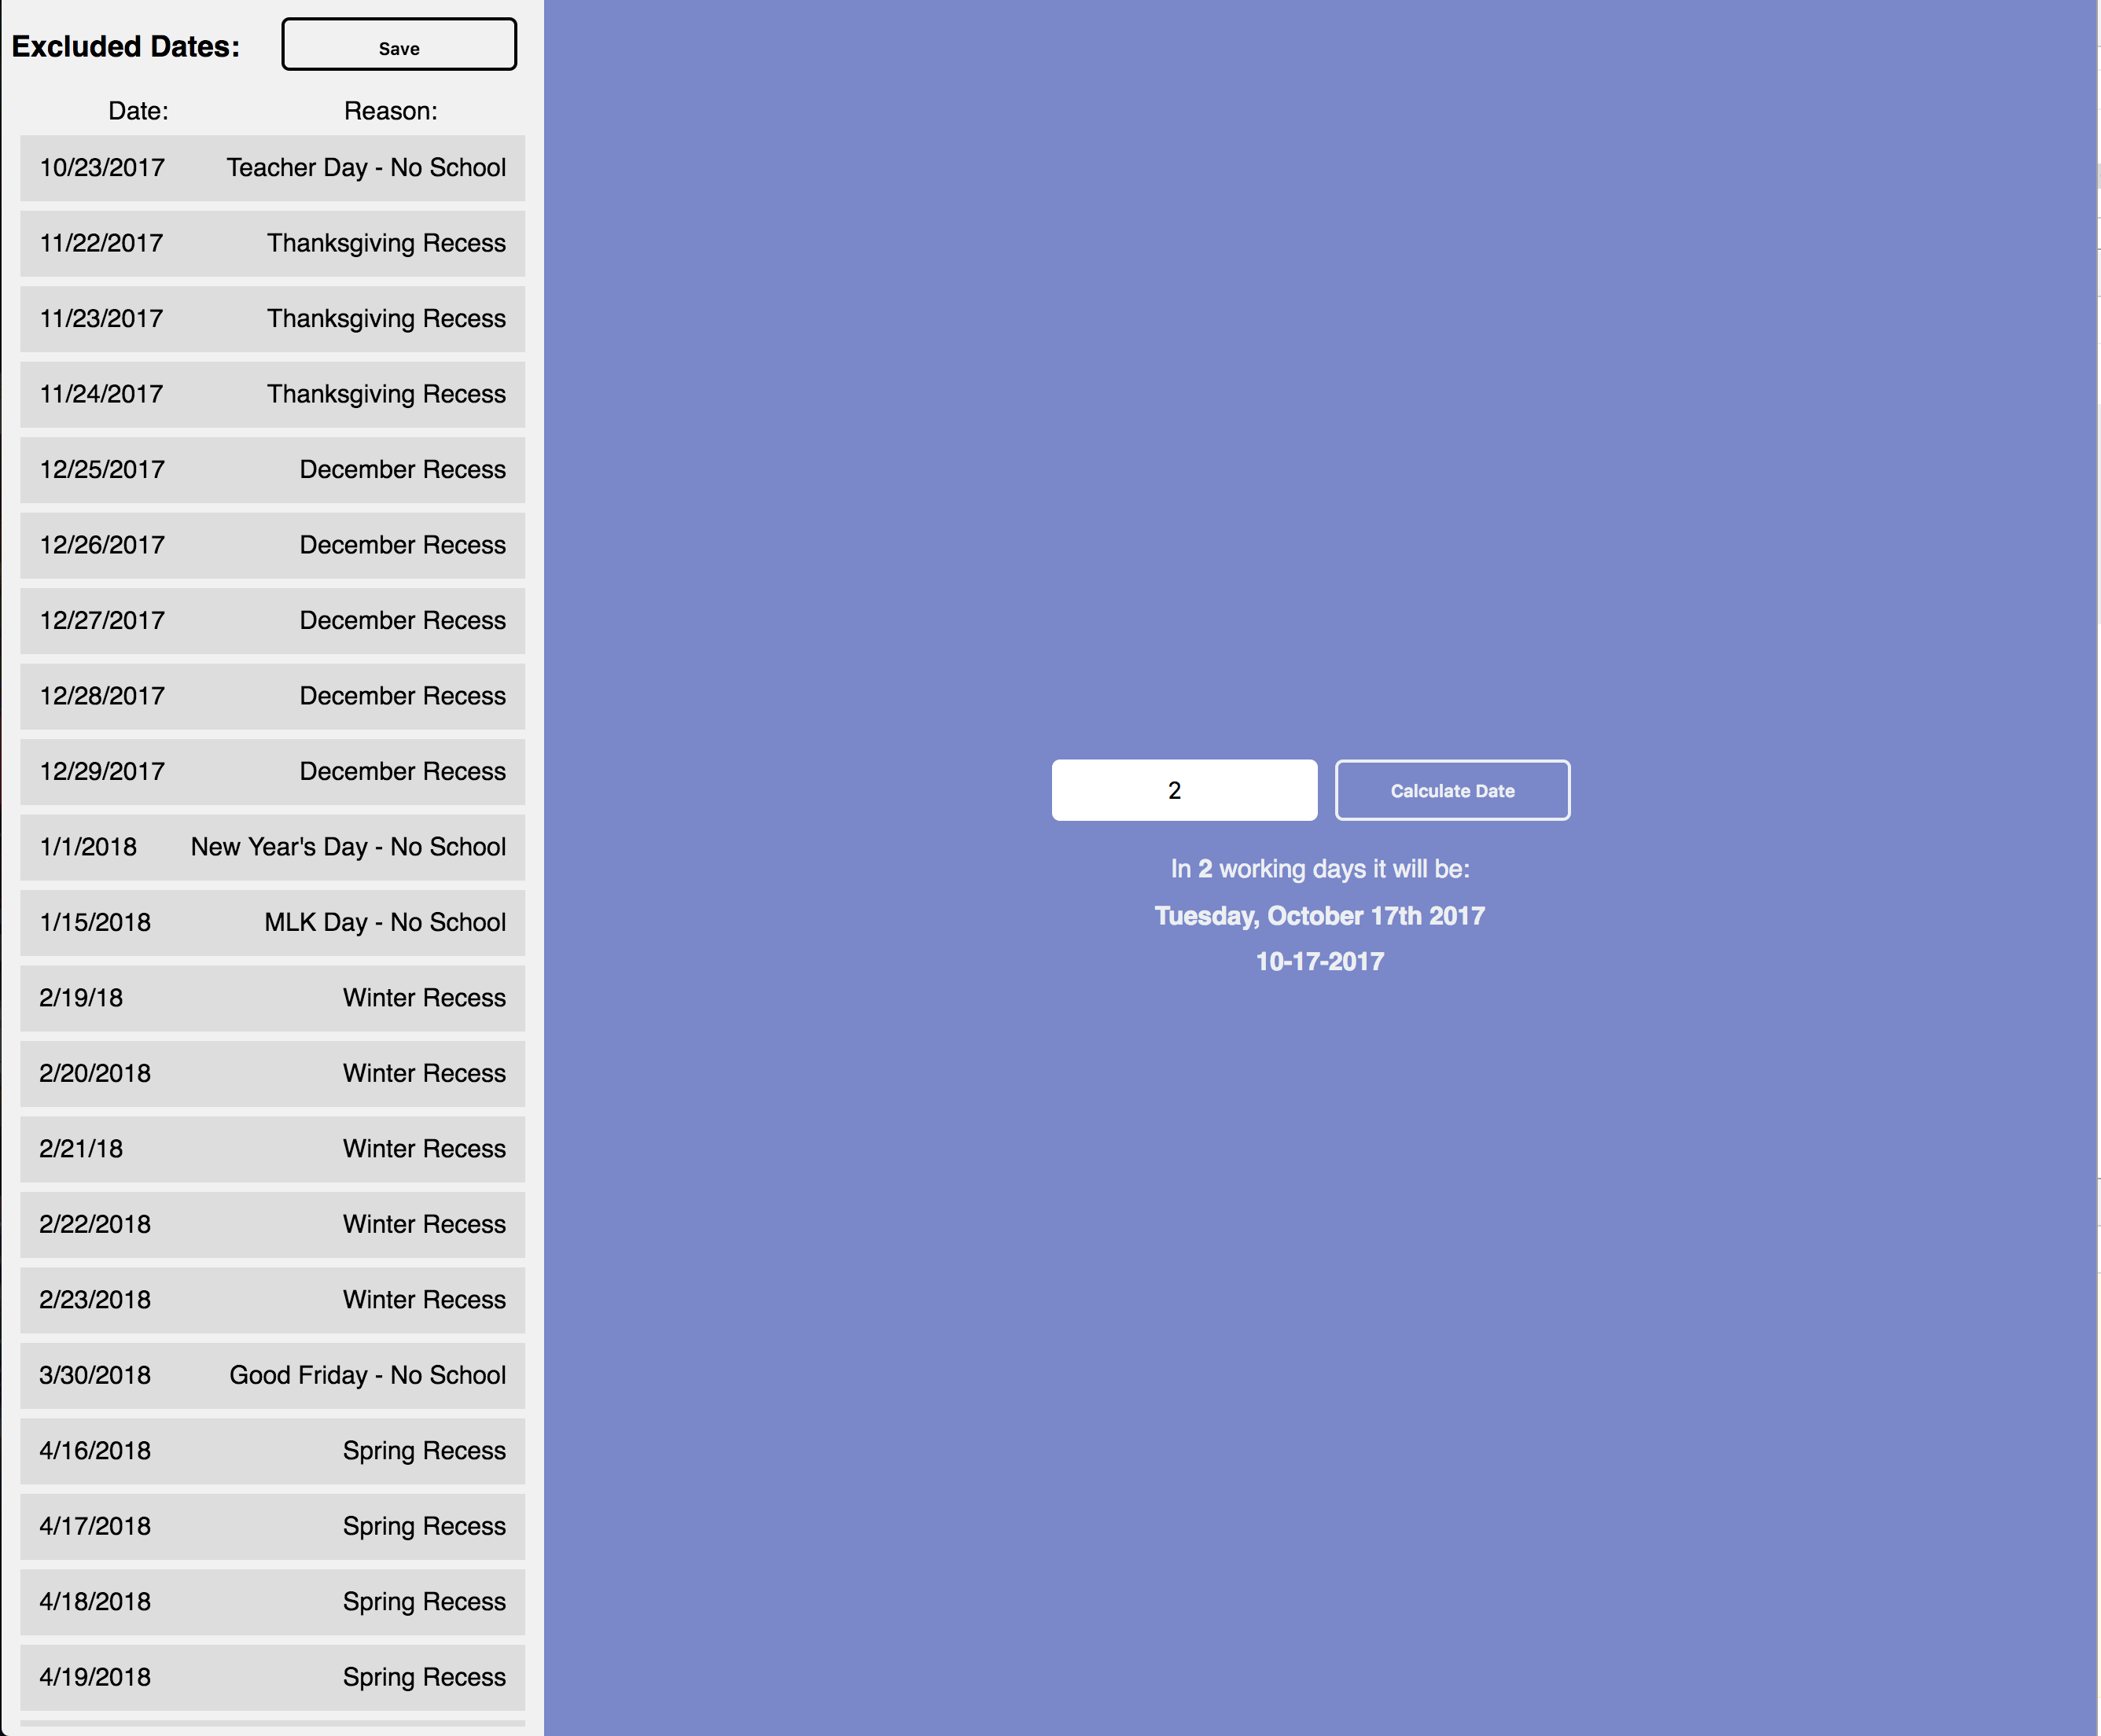 Excluded Dates: Save
Date: Reason:
10/23/2017 Teacher Day - No School
11/22/2017 Thanksgiving Recess
11/23/2017 Thanksgiving Recess
11/24/2017 Thanksgiving Recess
12/25/2017 December Recess
12/26/2017 December Recess
12/27/2017 December Recess
12/28/2017 December Recess
12/29/2017 December Recess
1/1/2018 New Year's Day - No School
1/15/2018 MLK Day - No School
2/19/18 Winter Recess
2/20/2018 Winter Recess
2/21/18 Winter Recess
2/22/2018 Winter Recess
2/23/2018 Winter Recess
3/30/2018 Good Friday - No School
4/16/2018 Spring Recess
4/17/2018 Spring Recess
4/18/2018 Spring Recess
4/19/2018 Spring Recess
2 Calculate Date
In 2 working days it will be:
Tuesday, October 17th 2017
10-17-2017